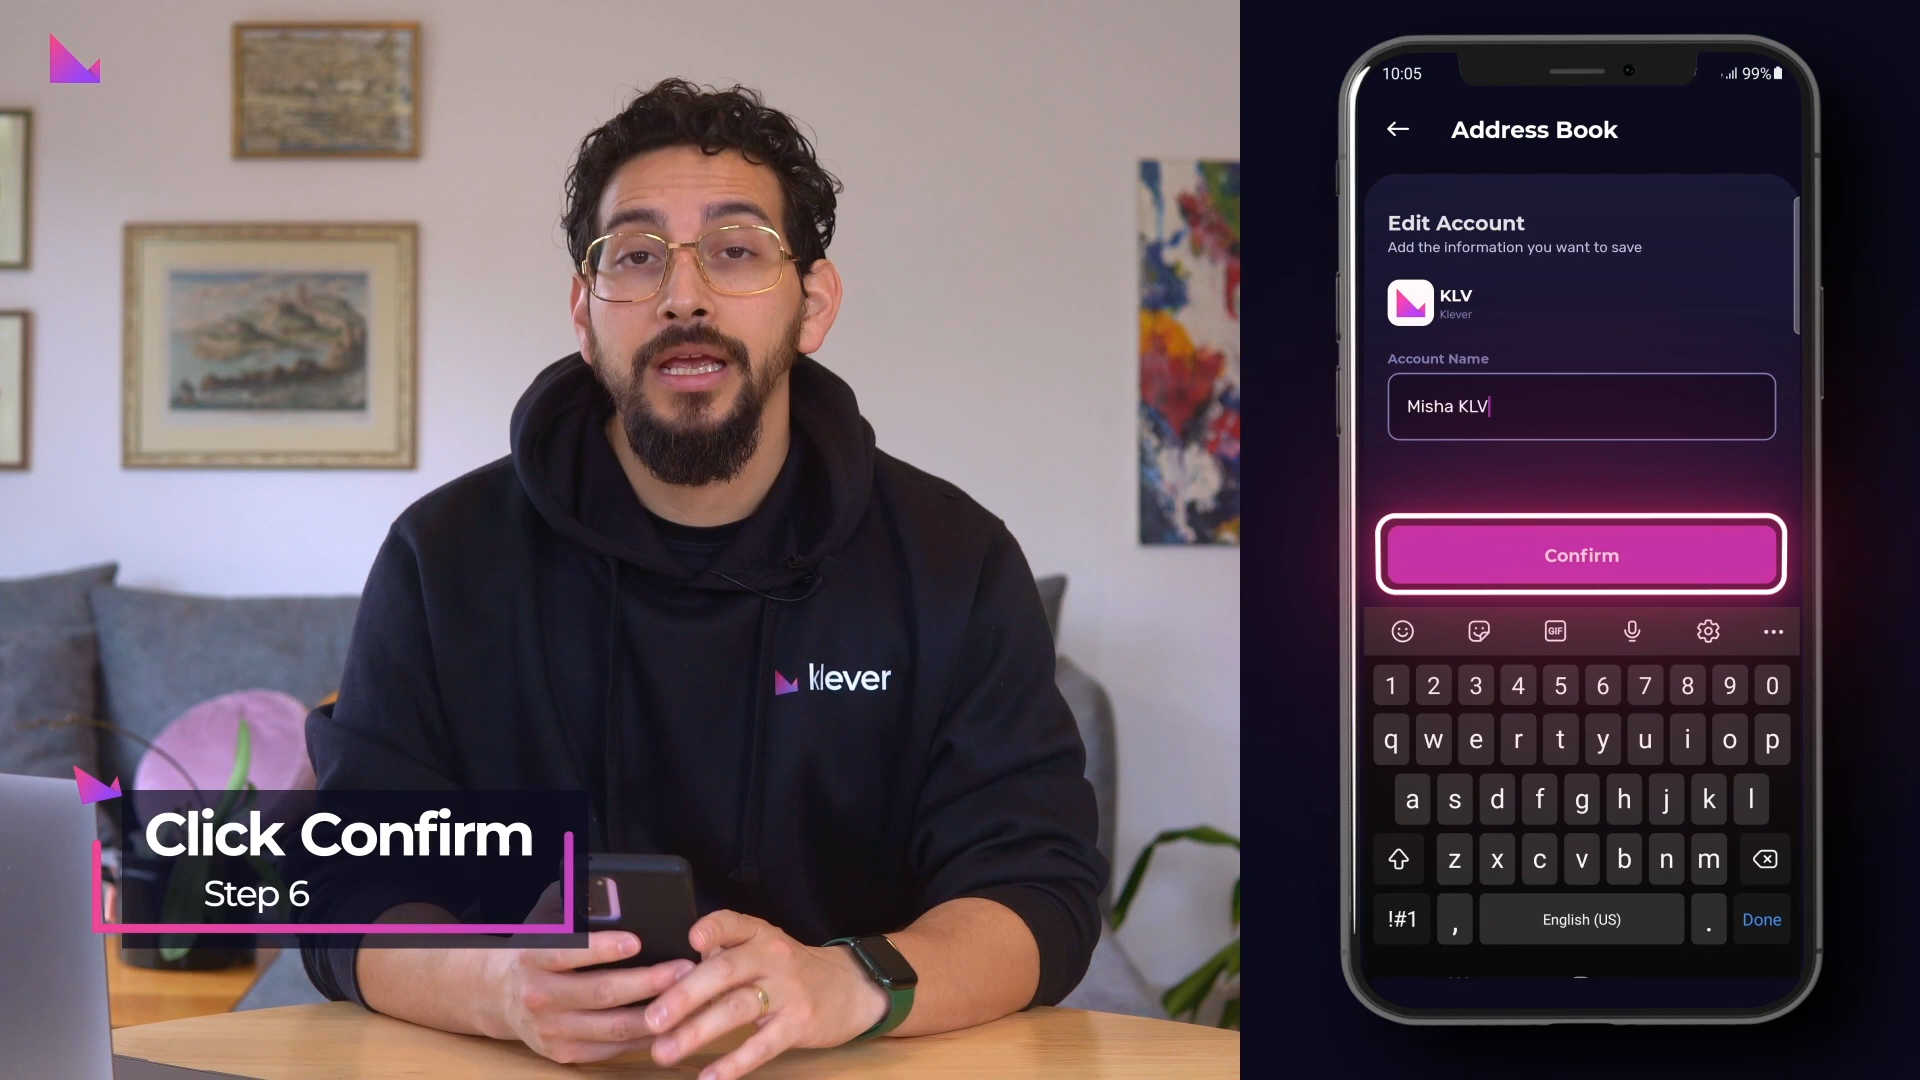 klever
Click Confirm
Step 6
10:05
99%
Address Book
Edit Account
Add the information you want to save
KLV
Klever
Account Name
Misha KLV
Confirm
GIF
1 2 3 4 5 6 7 8 9 0
q w e r t y u i o p
a s d f g h j k l
z x c v b n m
!#1 , English (US) . Done